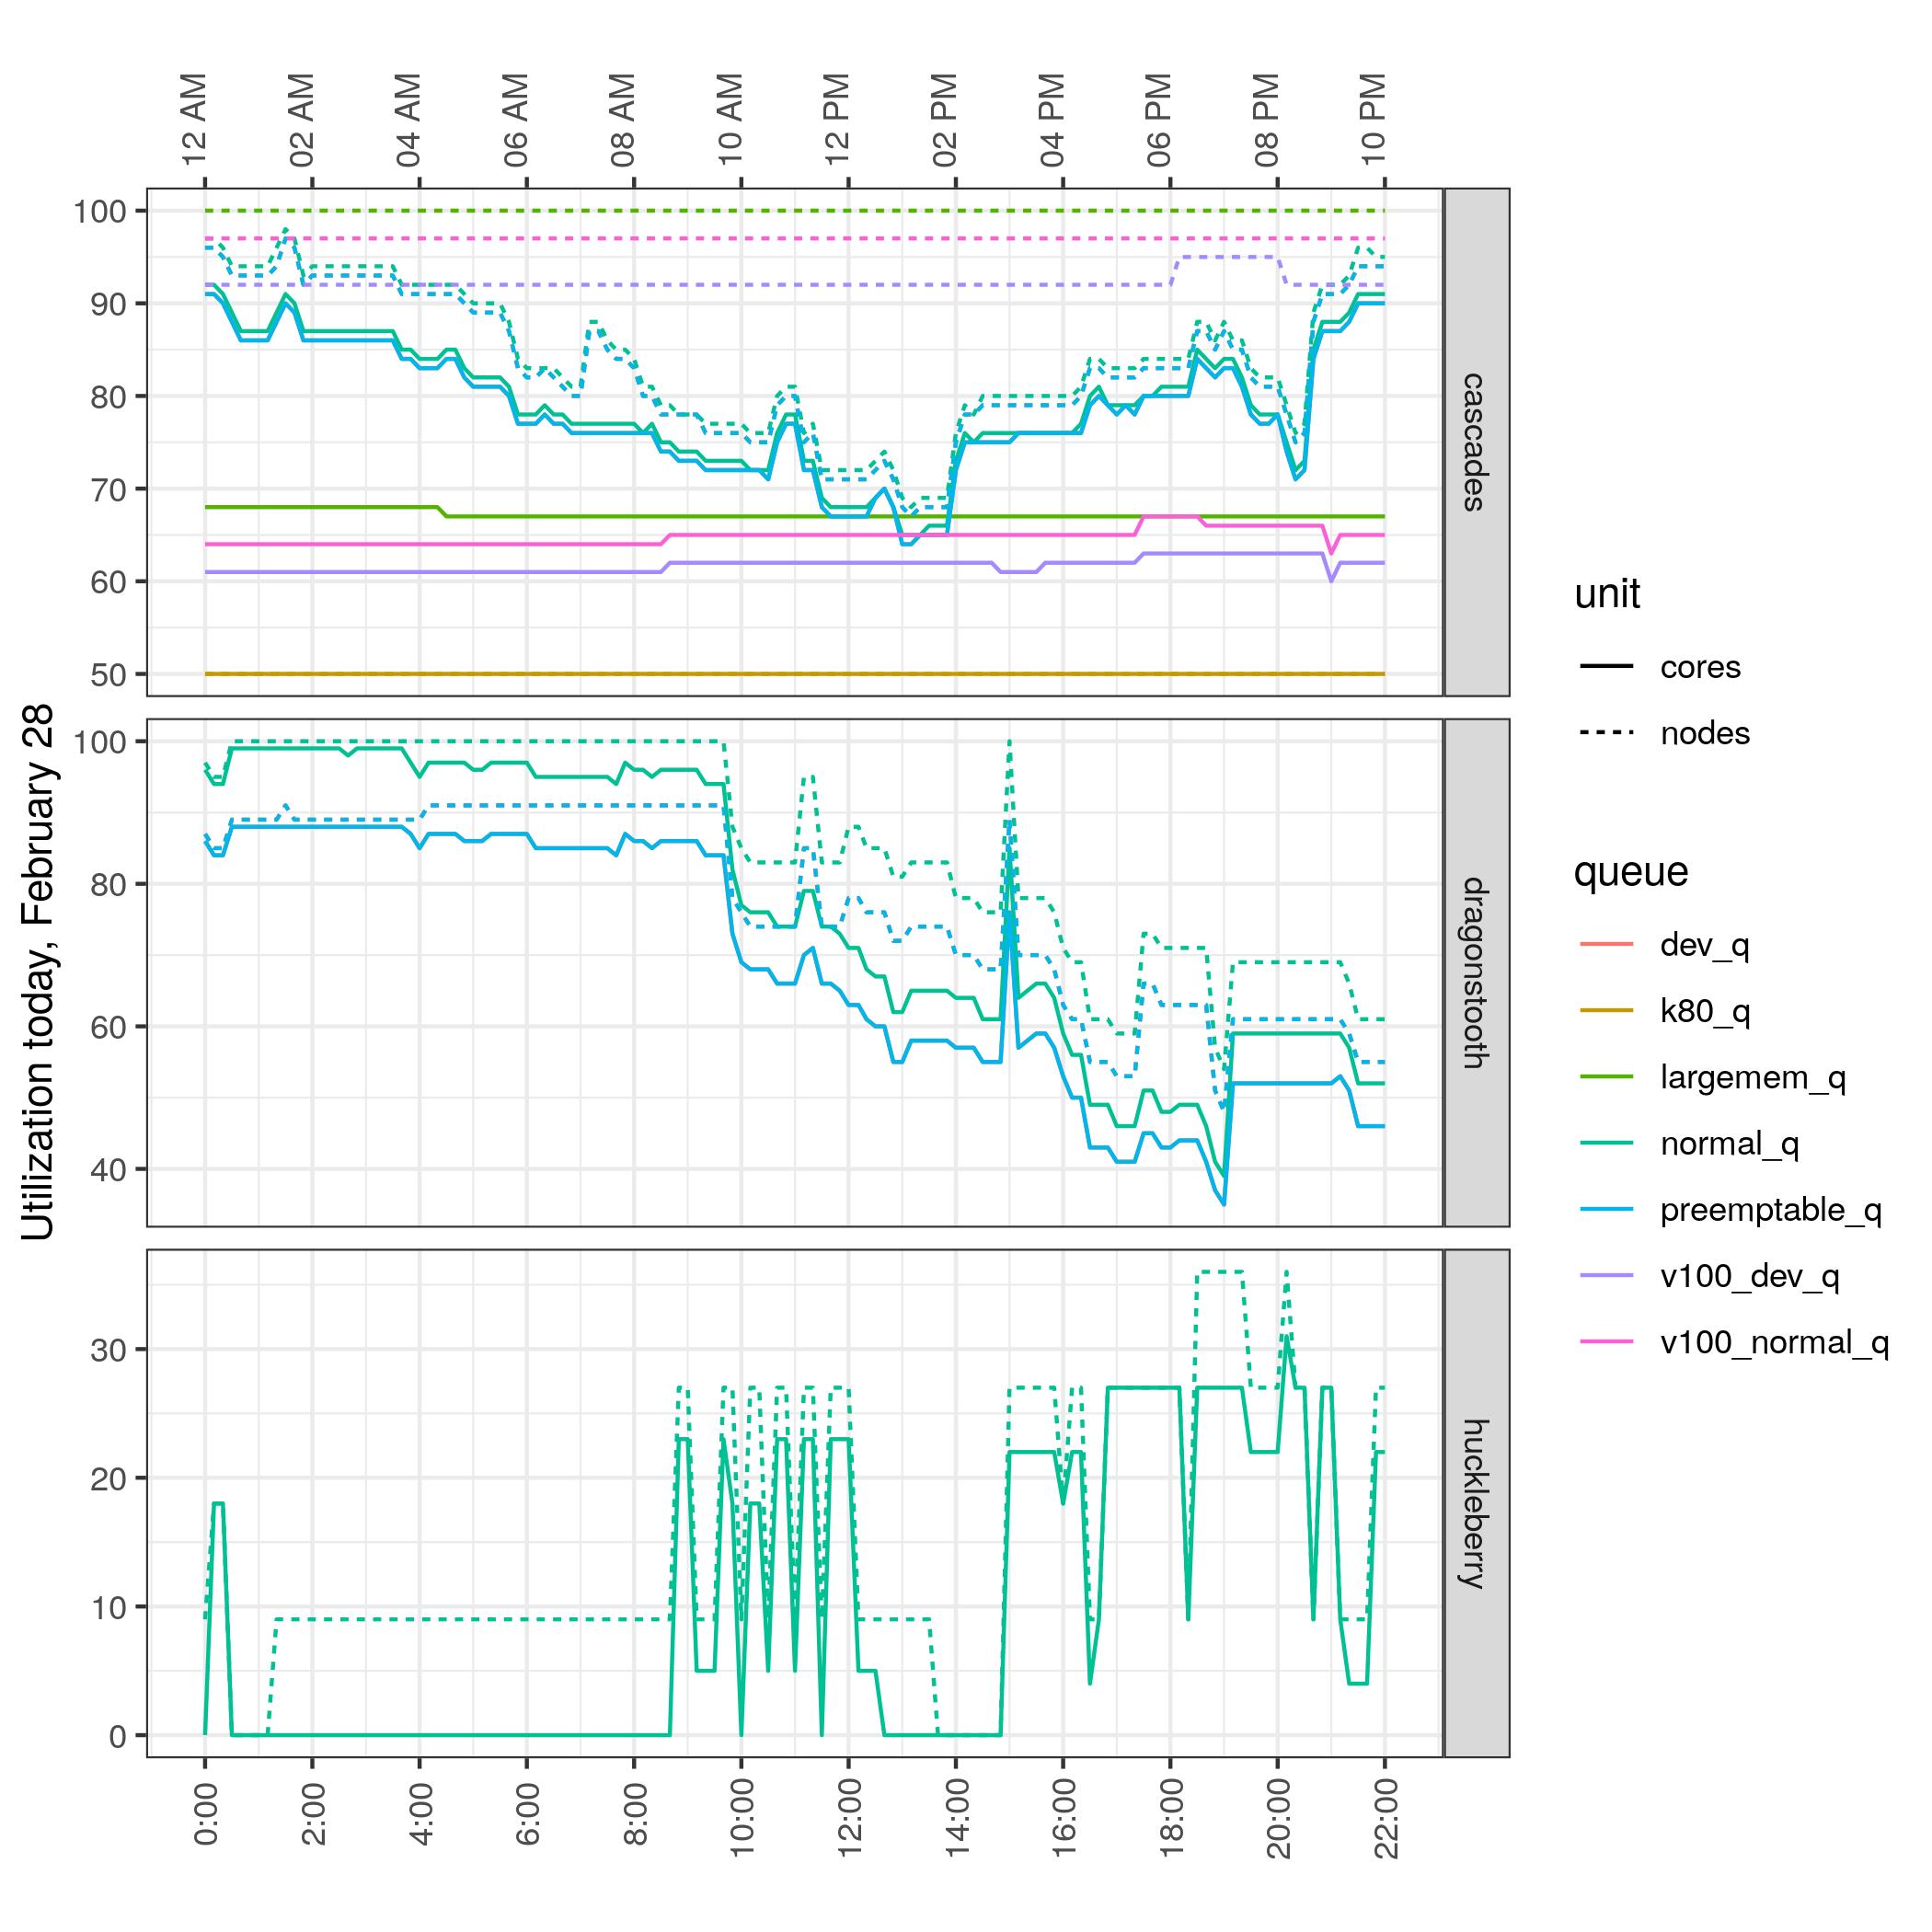 12 AM
02 AM
04 AM
06 AM
08 AM
10 AM
12 PM
02 PM
04 PM
06 PM
08 PM
10 PM
Utilization today, February 28
100
90
80
70
60
50
cascades
100
80
60
40
dragonstooth
30
20
10
0
huckleberry
0:00
2:00
4:00
6:00
8:00
10:00
12:00
14:00
16:00
18:00
20:00
22:00
unit
cores
nodes
queue
dev_q
k80_q
largemem_q
normal_q
preemptable_q
v100_dev_q
v100_normal_q